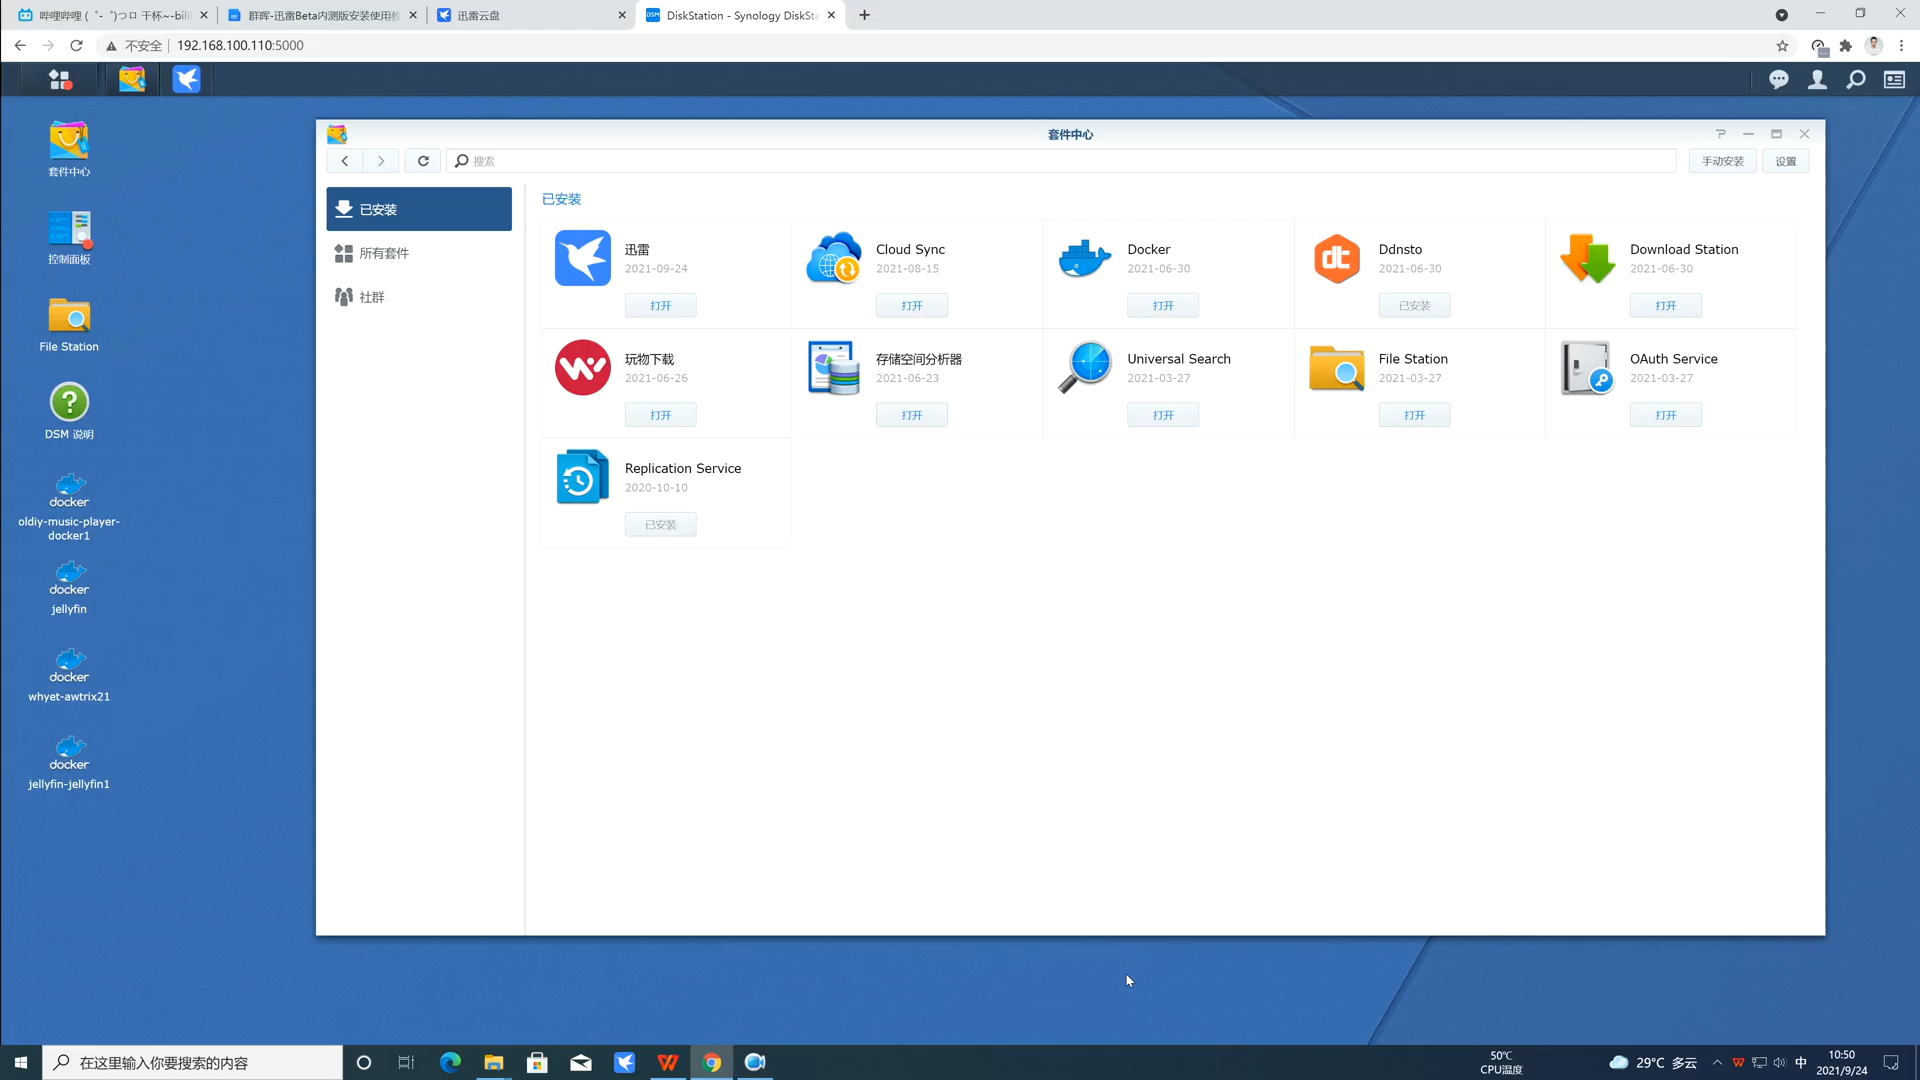 哔哩哔哩 (゜-゜)つロ 干杯~-bili
群晖-迅雷Beta内测版安装使用教
迅雷云盘
DiskStation - Synology DiskSta
不安全
192.168.100.110:5000
套件中心
控制面板
File Station
DSM 说明
docker
oldiy-music-player-
docker1
docker
jellyfin
docker
whyet-awtrix21
docker
jellyfin-jellyfin1
套件中心
搜索
手动安装
设置
已安装
所有套件
社群
已安装
迅雷
2021-09-24
打开
Cloud Sync
2021-08-15
打开
Docker
2021-06-30
打开
Ddnsto
2021-06-30
已安装
Download Station
2021-06-30
打开
玩物下载
2021-06-26
打开
存储空间分析器
2021-06-23
打开
Universal Search
2021-03-27
打开
File Station
2021-03-27
打开
OAuth Service
2021-03-27
打开
Replication Service
2020-10-10
已安装
在这里输入你要搜索的内容
50℃
CPU温度
29°C 多云
中
10:50
2021/9/24